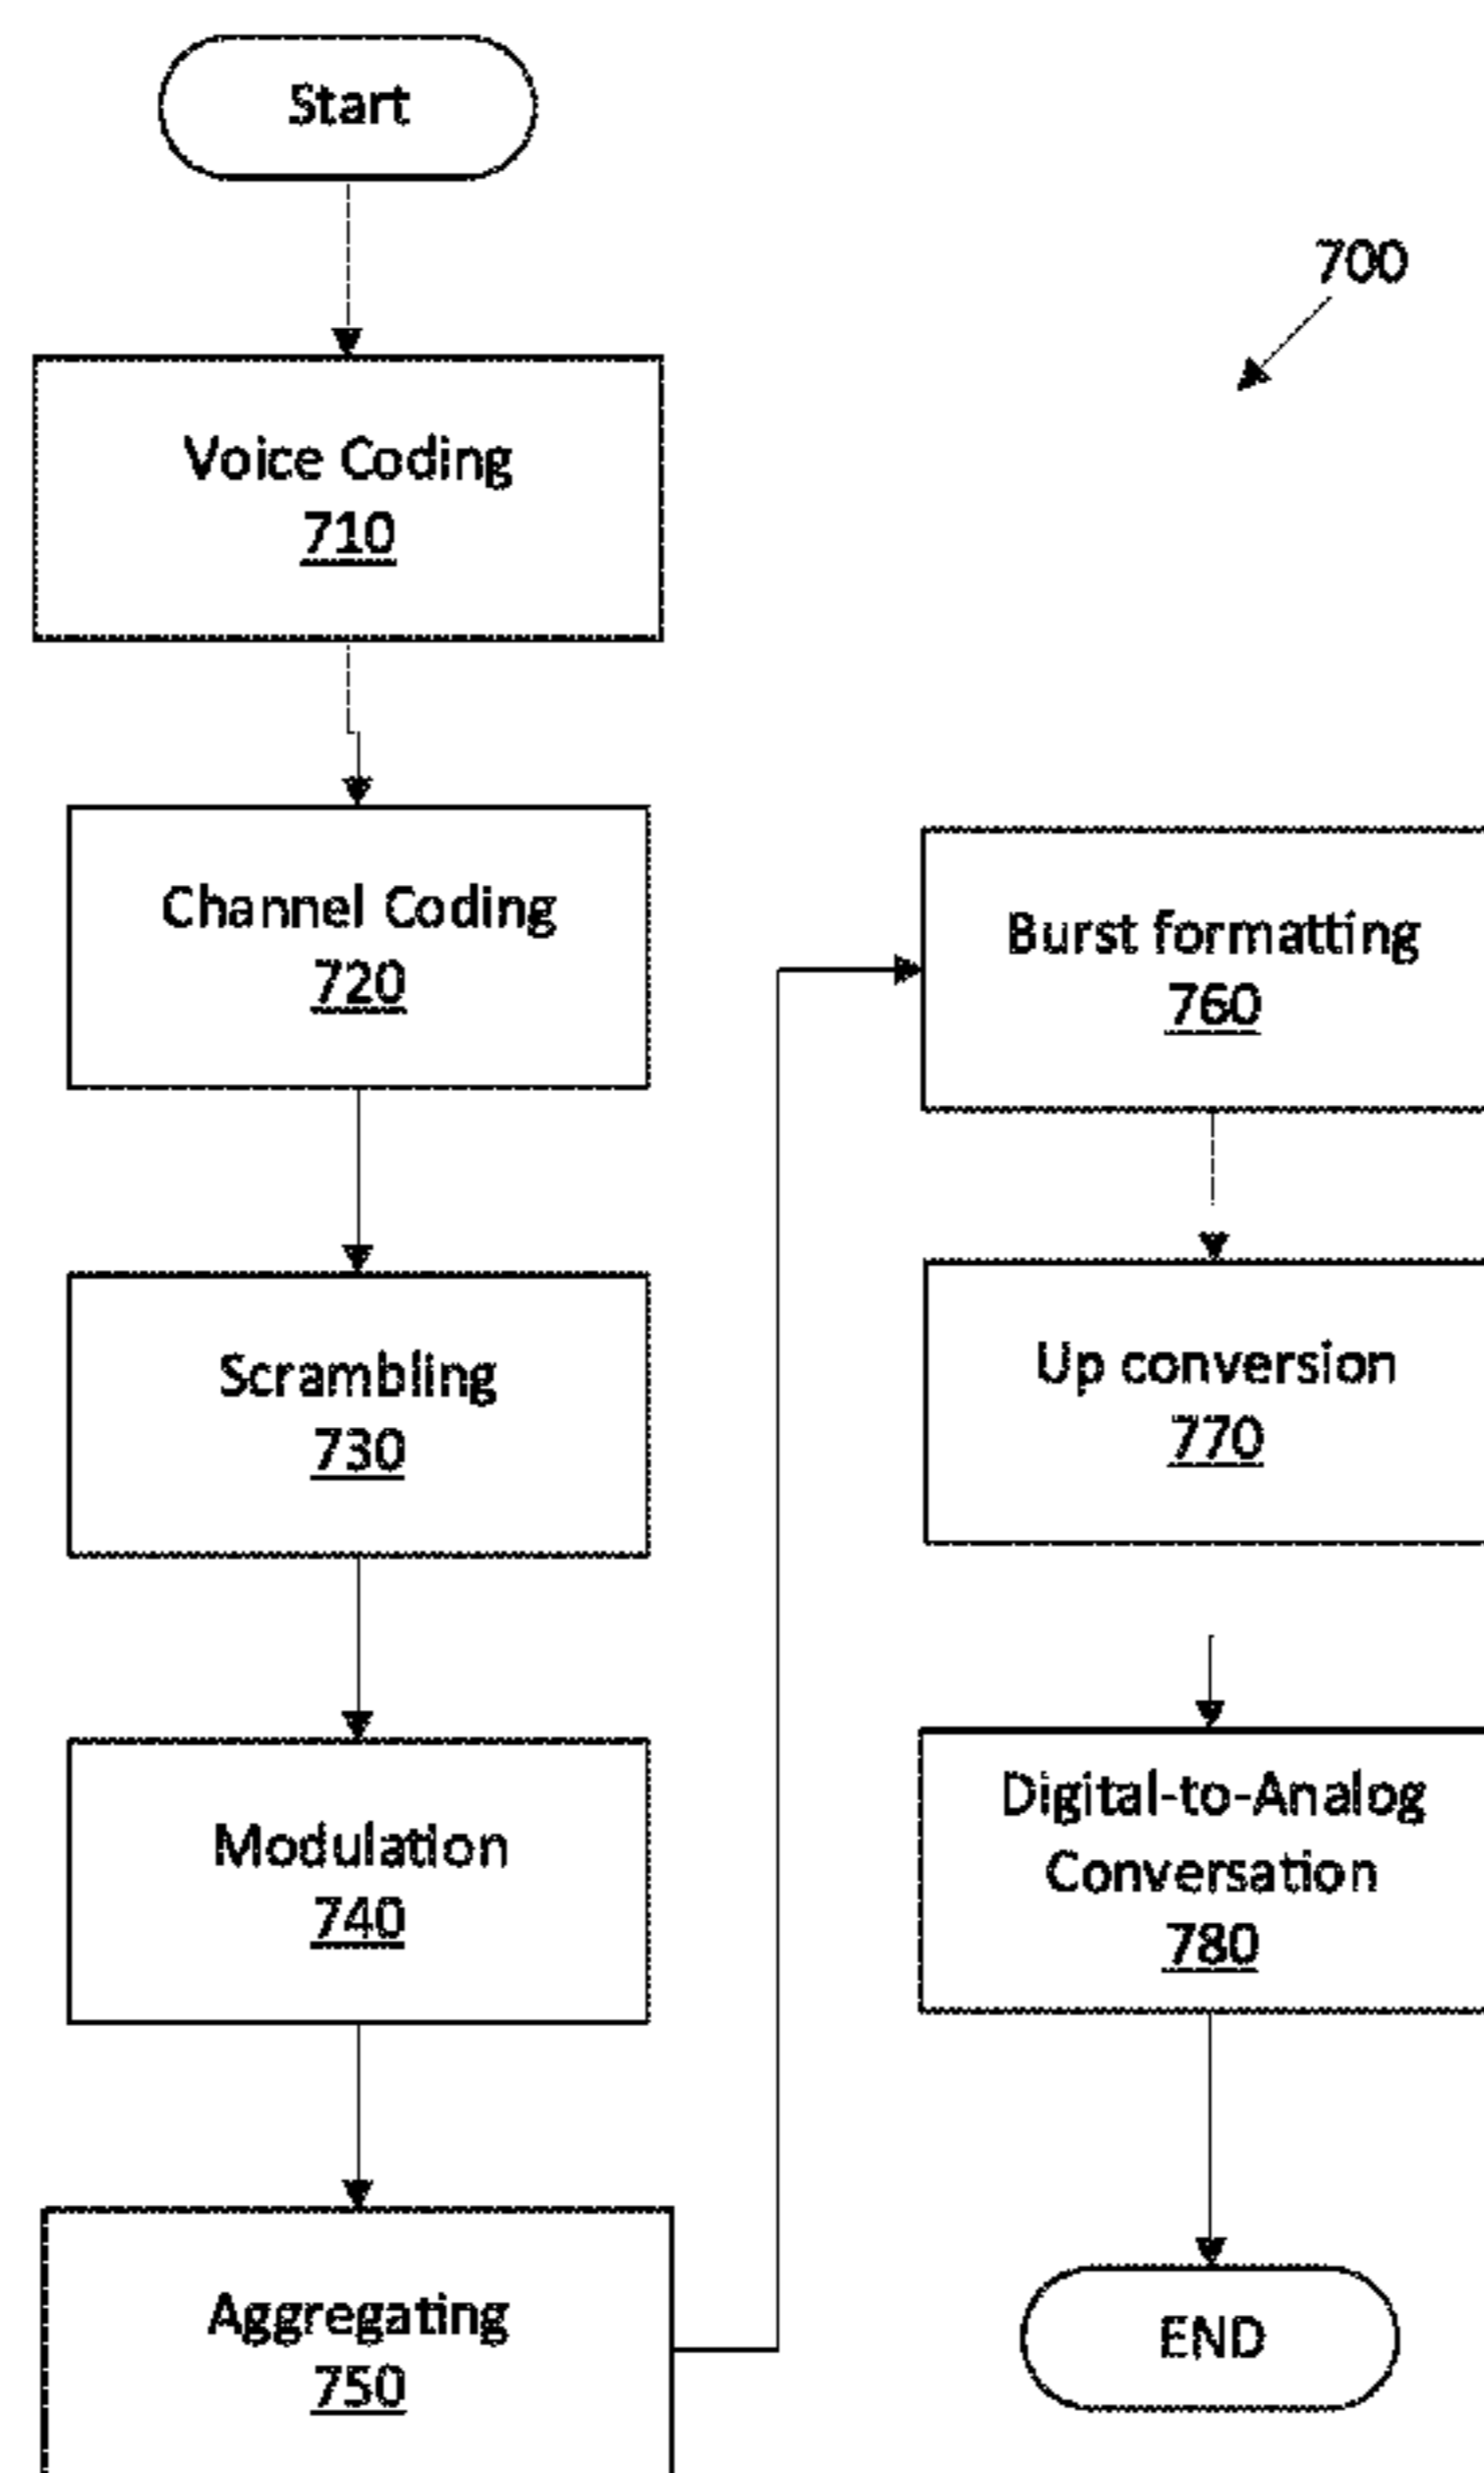 Start
700
Voice Coding
710
Channel Coding
720
Scrambling
730
Modulation
740
Aggregating
750
Burst formatting
760
Up conversion
770
Digital-to-Analog
Conversation
780
END